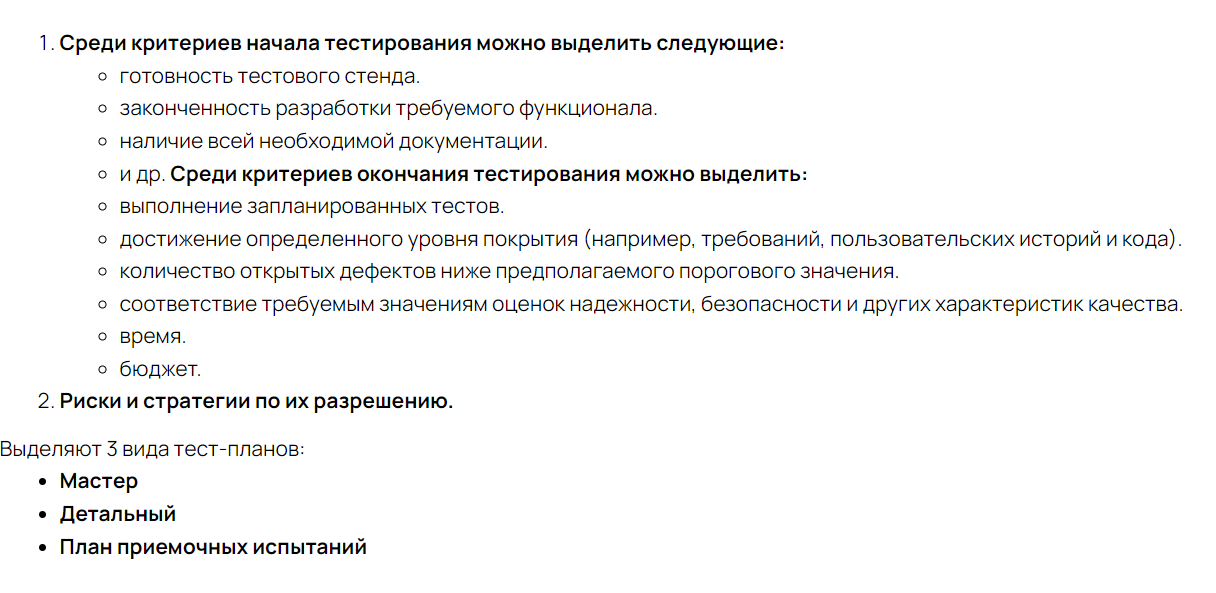 1. Среди критериев начала тестирования можно выделить следующие:
◦ готовность тестового стенда.
◦ законченность разработки требуемого функционала.
◦ наличие всей необходимой документации.
◦ и др. Среди критериев окончания тестирования можно выделить:
◦ выполнение запланированных тестов.
◦ достижение определенного уровня покрытия (например, требований, пользовательских историй и кода).
◦ количество открытых дефектов ниже предполагаемого порогового значения.
◦ соответствие требуемым значениям оценок надежности, безопасности и других характеристик качества.
◦ время.
◦ бюджет.
2. Риски и стратегии по их разрешению.
Выделяют 3 вида тест-планов:
• Мастер
• Детальный
• План приемочных испытаний